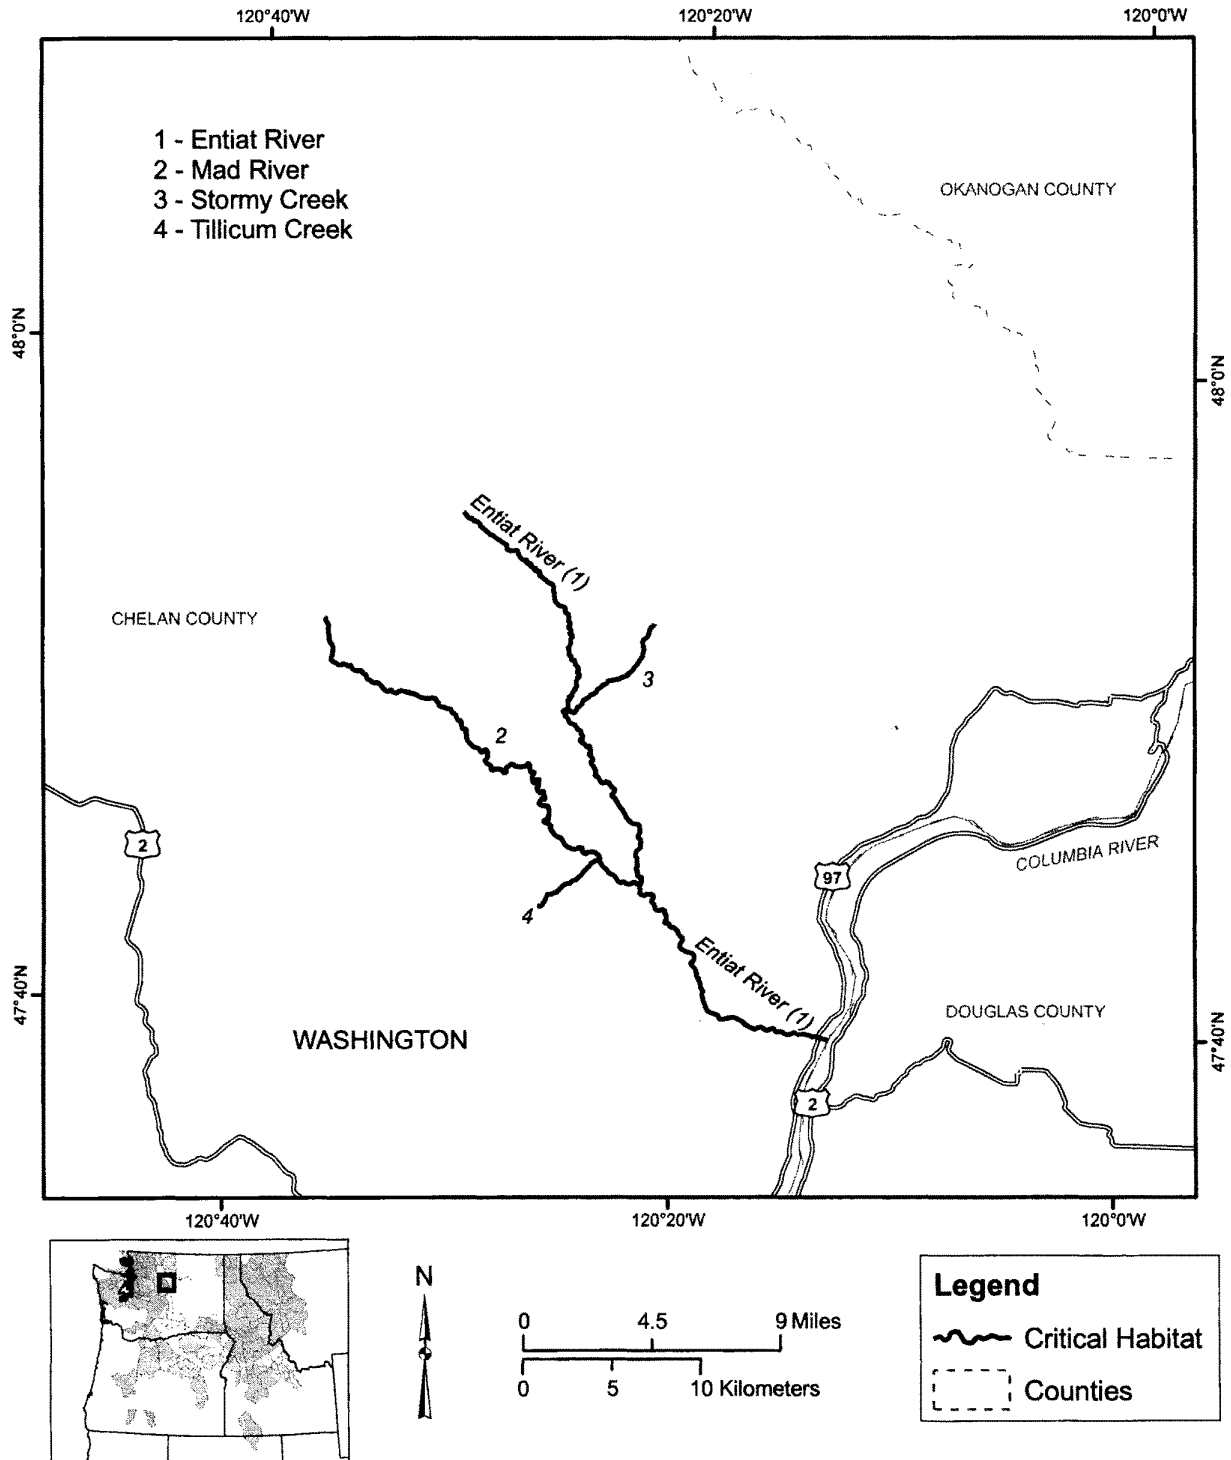 120°40'W
120°20'W
120°0'W
1 - Entiat River
2 - Mad River
3 - Stormy Creek
4 - Tillicum Creek
OKANOGAN COUNTY
48°0'N
48°0'N
Entiat River (1)
CHELAN COUNTY
3
2
2
97
COLUMBIA RIVER
4
Entiat River (1)
47°40'N
DOUGLAS COUNTY
WASHINGTON
47°40'N
2
120°40'W
120°20'W
120°0'W
N
0
4.5
9 Miles
0
5
10 Kilometers
Legend
Critical Habitat
Counties